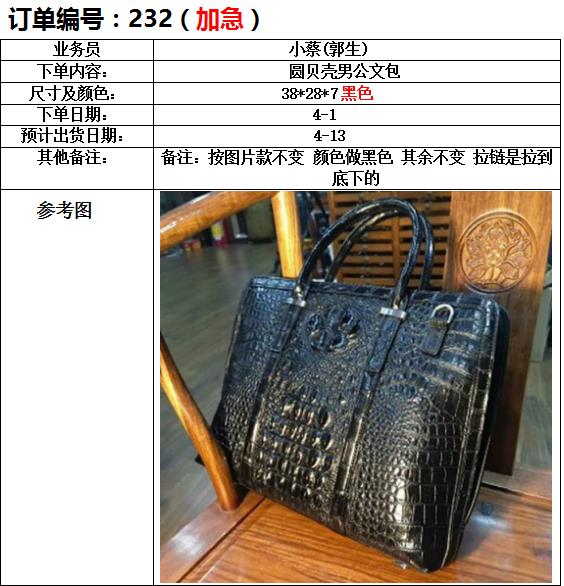 订单编号：232（加急）
业务员 小蔡(郭生)
下单内容： 圆贝壳男公文包
尺寸及颜色： 38*28*7 黑色
下单日期： 4-1
预计出货日期： 4-13
其他备注： 备注：按图片款不变 颜色做黑色 其余不变 拉链是拉到
底下的
参考图